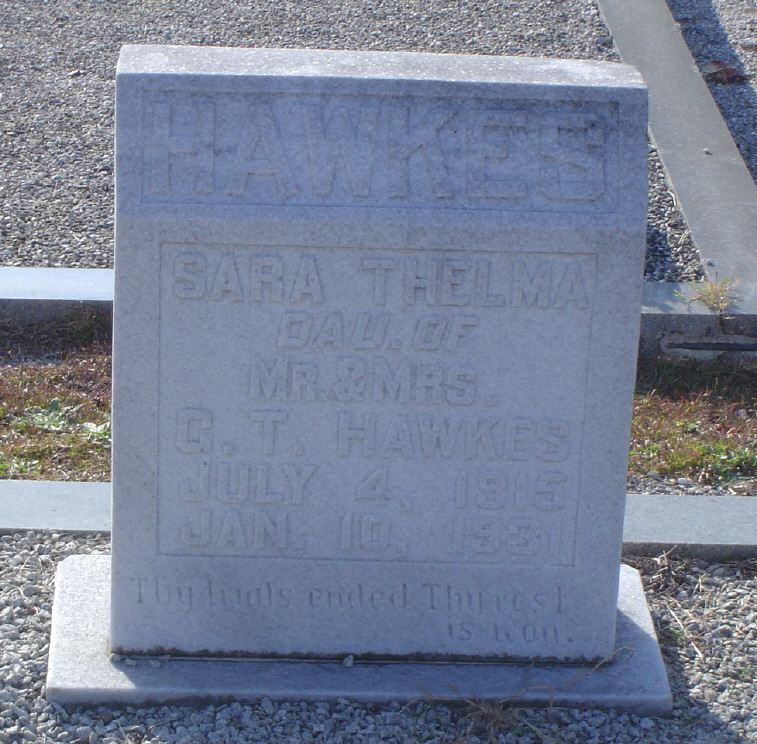 HAWKES
SARA THELMA
DAU. OF
MR. & MRS.
G. T. HAWKES
JULY 4, 1915
JAN. 10, 1931
Thy trials ended Thy rest
is won.